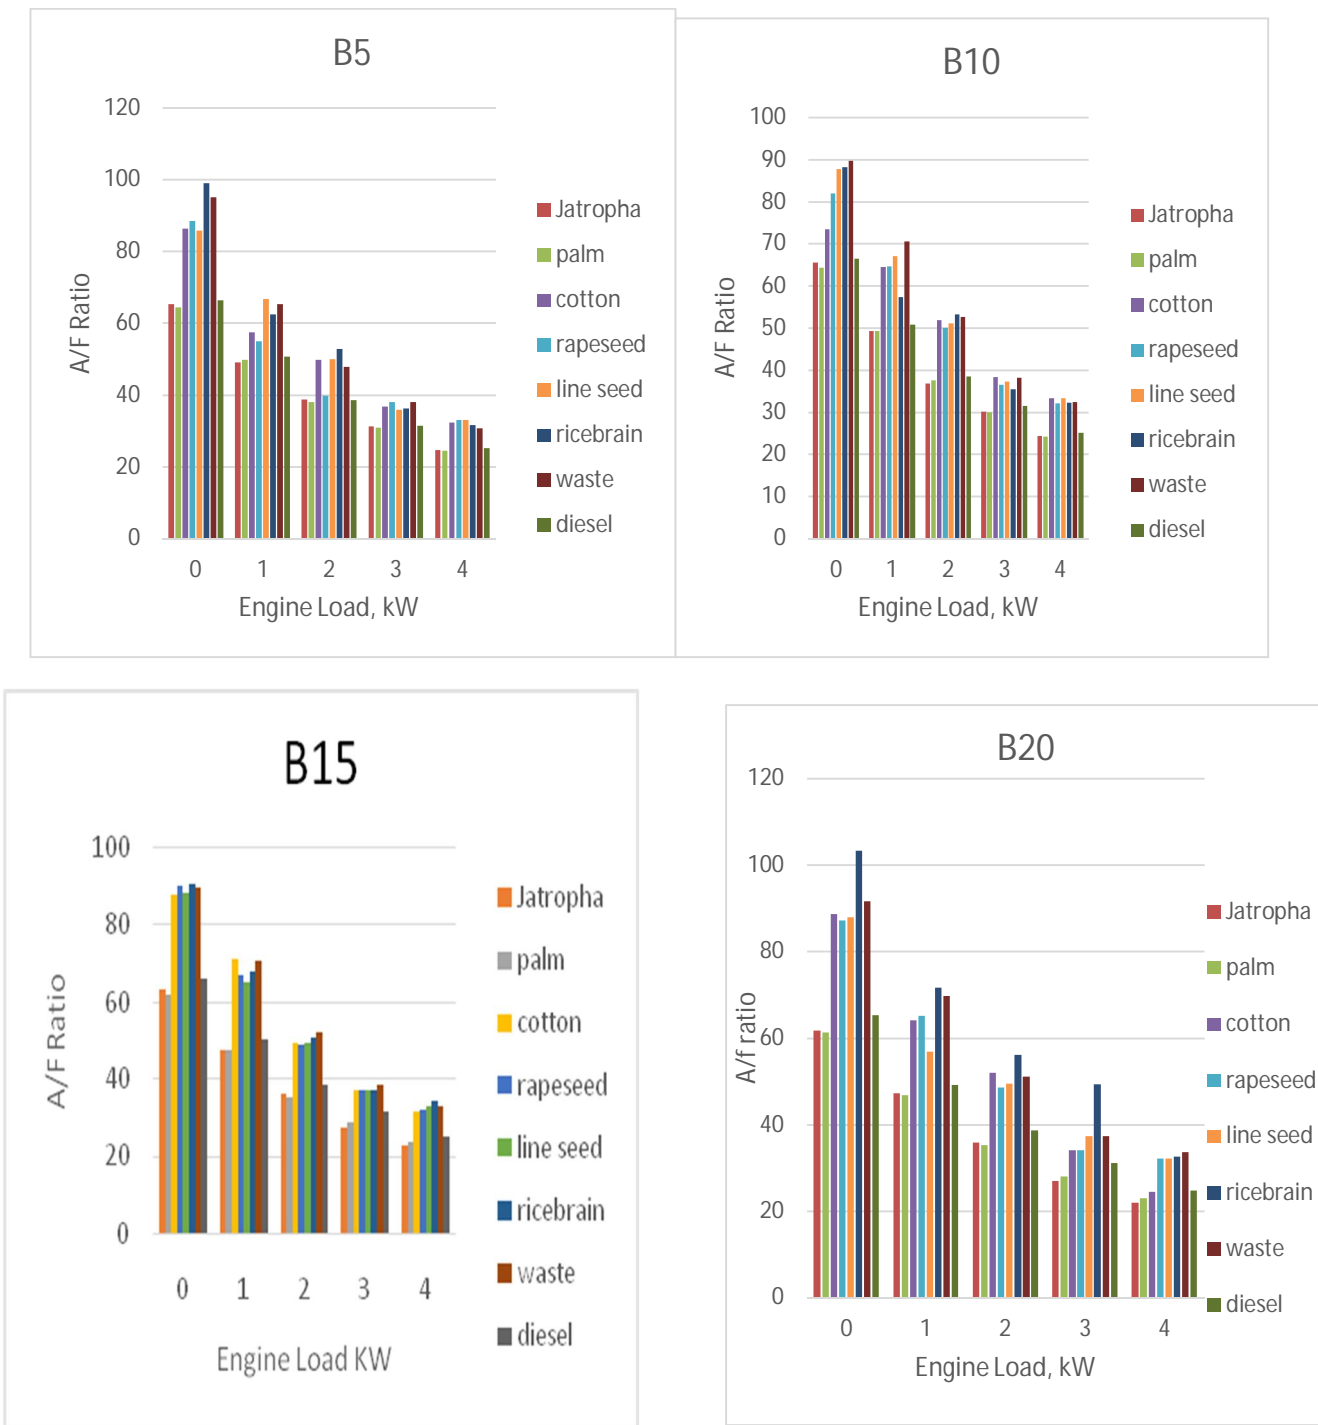 B5
120
100
80
60
40
20
0
A/F Ratio
0 1 2 3 4
Engine Load, kW
Jatropha
palm
cotton
rapeseed
line seed
ricebrain
waste
diesel
B10
100
90
80
70
60
50
40
30
20
10
0
A/F Ratio
0 1 2 3 4
Engine Load, kW
Jatropha
palm
cotton
rapeseed
line seed
ricebrain
waste
diesel
B15
100
80
60
40
20
0
A/F Ratio
0 1 2 3 4
Engine Load KW
Jatropha
palm
cotton
rapeseed
line seed
ricebrain
waste
diesel
B20
120
100
80
60
40
20
0
A/f ratio
0 1 2 3 4
Engine Load, kW
Jatropha
palm
cotton
rapeseed
line seed
ricebrain
waste
diesel